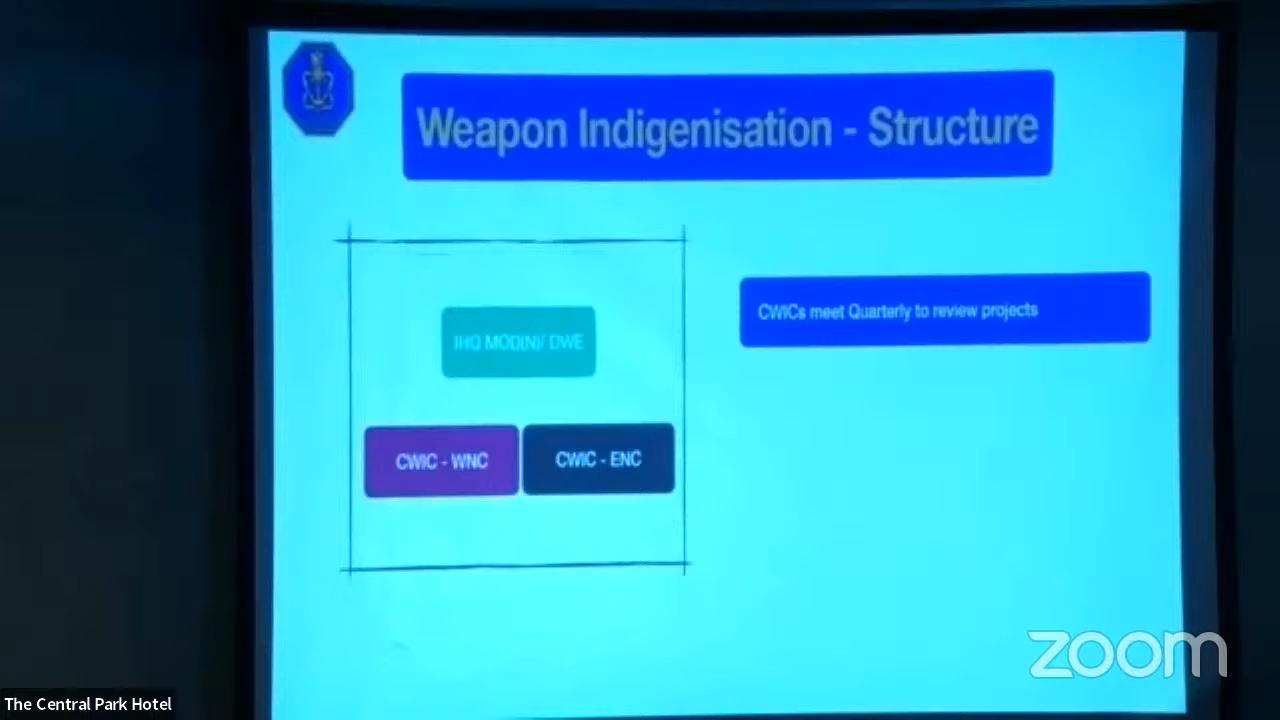 Weapon Indigenisation - Structure
CWICs meet Quarterly to review projects
IHQ MOD(N)/ DWE
CWIC - WNC
CWIC - ENC
zoom
The Central Park Hotel